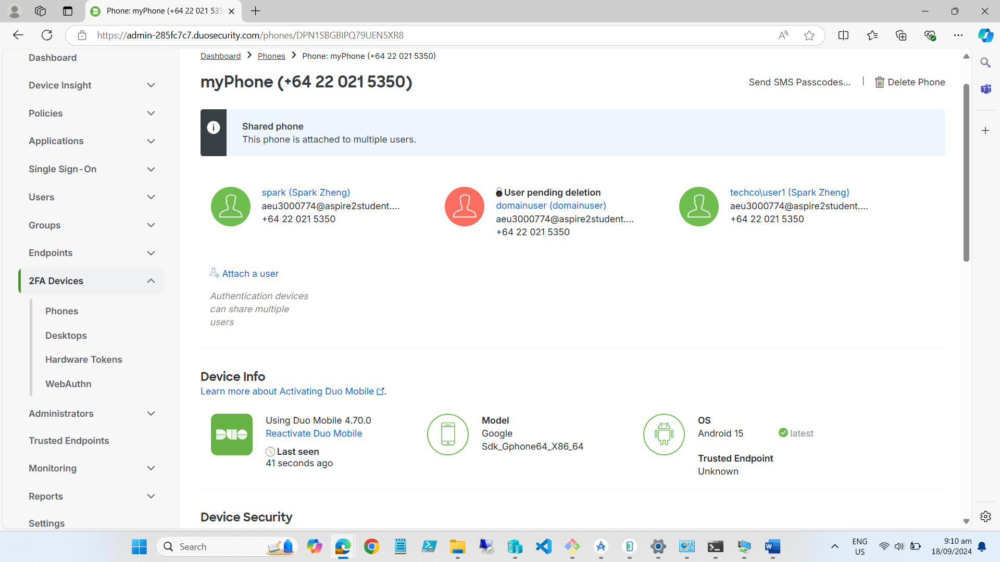 Phone: myPhone (+64 22 021 535
https://admin-285fc7c7.duosecurity.com/phones/DPN1SBGBIPQ79UEN5XR8
Dashboard
Device Insight
Policies
Applications
Single Sign-On
Users
Groups
Endpoints
2FA Devices
Phones
Desktops
Hardware Tokens
WebAuthn
Administrators
Trusted Endpoints
Monitoring
Reports
Settings
Dashboard > Phones > Phone: myPhone (+64 22 021 5350)
myPhone (+64 22 021 5350)
Send SMS Passcodes... | Delete Phone
Shared phone
This phone is attached to multiple users.
spark (Spark Zheng)
aeu3000774@aspire2student....
+64 22 021 5350
User pending deletion
domainuser (domainuser)
aeu3000774@aspire2student....
+64 22 021 5350
techco\user1 (Spark Zheng)
aeu3000774@aspire2student....
+64 22 021 5350
Attach a user
Authentication devices
can share multiple
users
Device Info
Learn more about Activating Duo Mobile.
DUO
Using Duo Mobile 4.70.0
Reactivate Duo Mobile
Last seen
41 seconds ago
Model
Google
Sdk_Gphone64_X86_64
OS
Android 15
latest
Trusted Endpoint
Unknown
Device Security
Search
ENG
US
9:10 am
18/09/2024